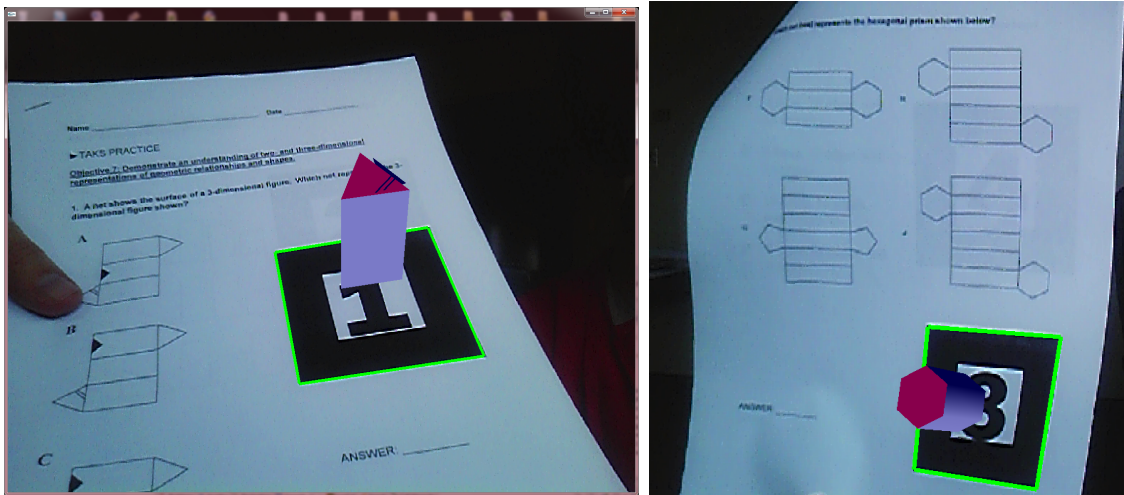 Name
Date
►TAKS PRACTICE
Objective 7: Demonstrate an understanding of two- and three-dimensional
representations of geometric relationships and shapes.
1. A net shows the surface of a 3-dimensional figure. Which net 3-
dimensional figure shown?
A
B
C
1
ANSWER:
net best represents the hexagonal prism shown below?
F
H
G
J
3
ANSWER: